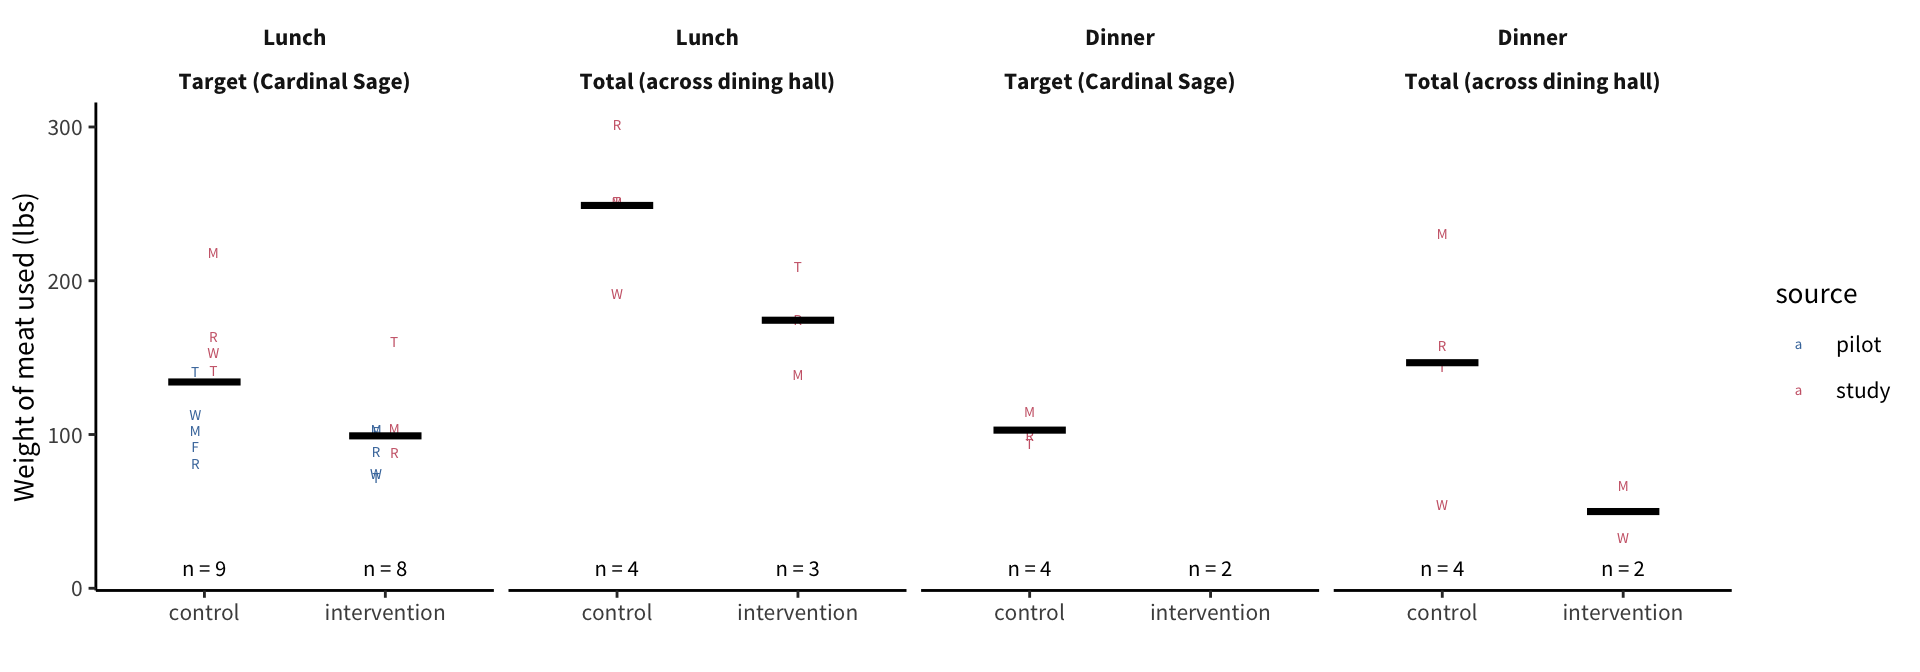 Lunch
Lunch
Dinner
Dinner
Target (Cardinal Sage)
Total (across dining hall)
Target (Cardinal Sage)
Total (across dining hall)
Weight of meat used (lbs)
300
200
100
0
M
R
W
T T
W
M
F
R
n = 9
control
T
M M
R R
W
T
n = 8
intervention
R
W
n = 4
control
T
R
M
n = 3
intervention
M
R
T
n = 4
control
n = 2
intervention
M
R
T
W
n = 4
control
M
W
n = 2
intervention
source
a pilot
a study